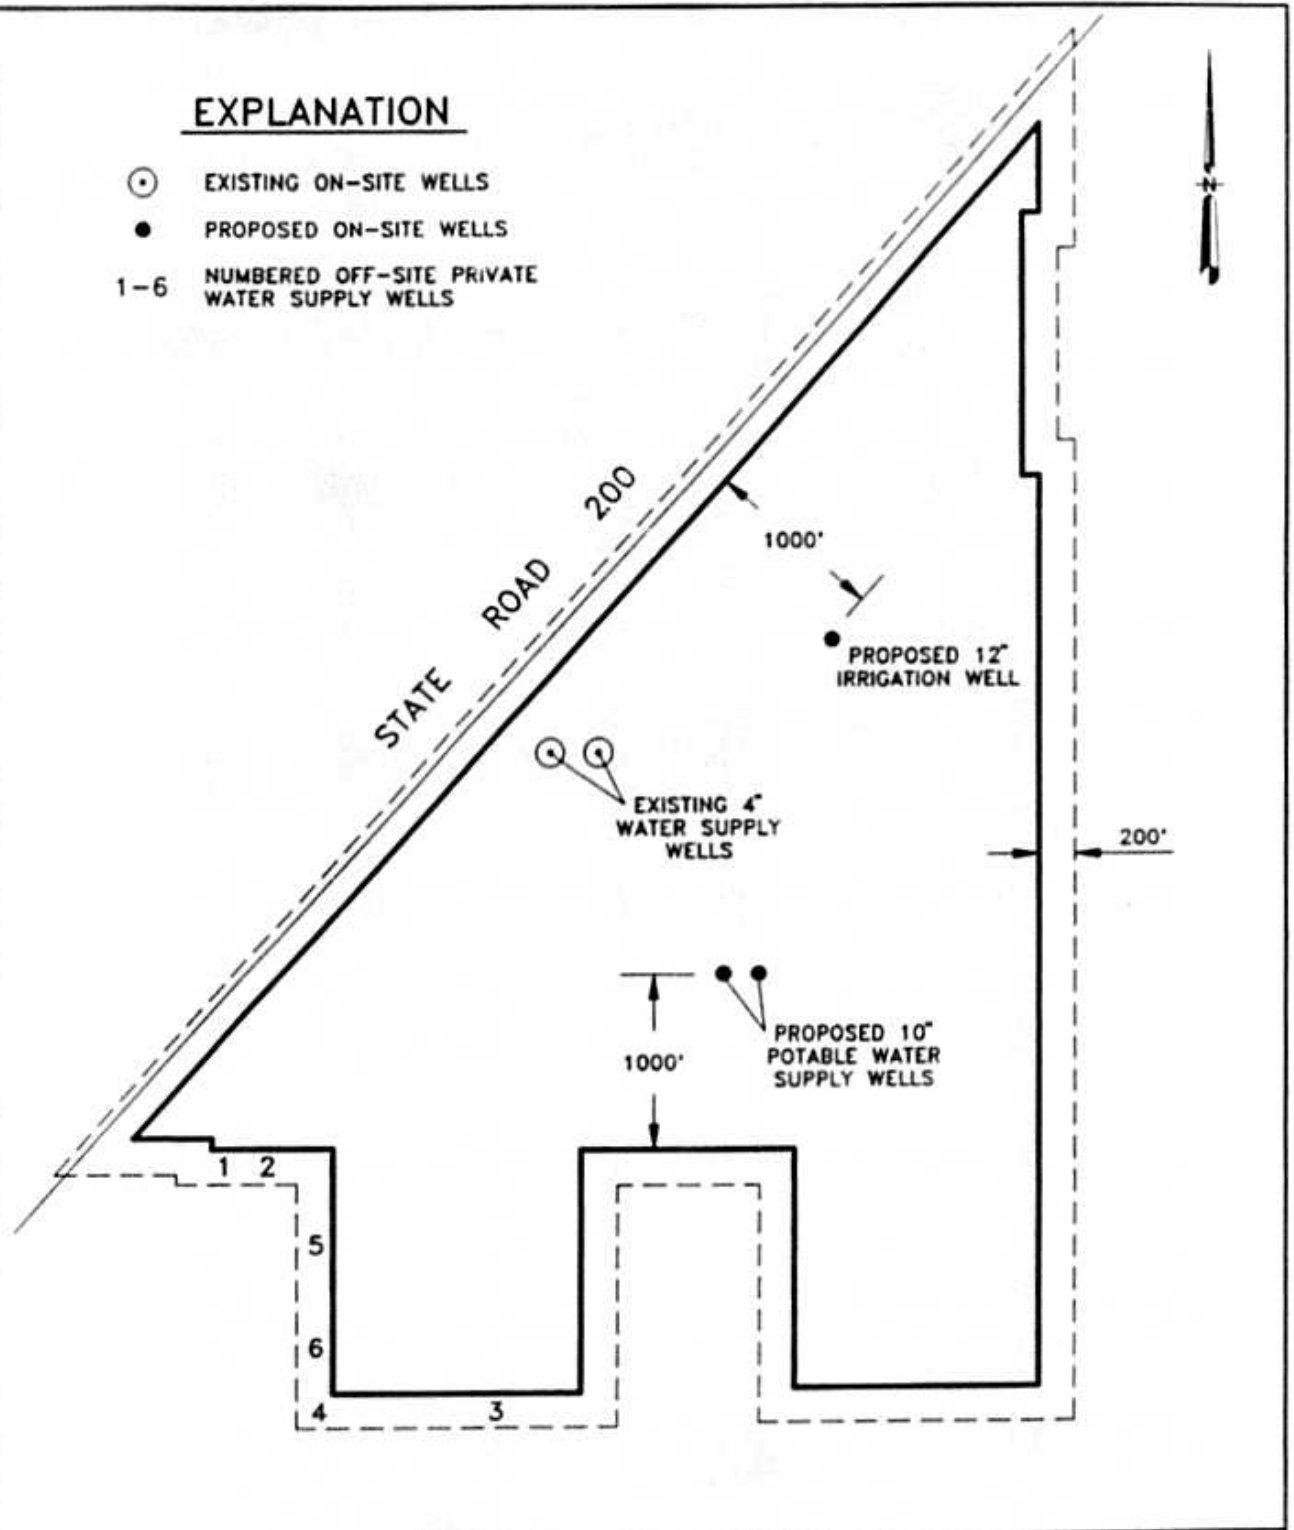 EXPLANATION
EXISTING ON-SITE WELLS
PROPOSED ON-SITE WELLS
1-6 NUMBERED OFF-SITE PRIVATE
WATER SUPPLY WELLS
N
STATE ROAD 200
1000'
PROPOSED 12"
IRRIGATION WELL
EXISTING 4"
WATER SUPPLY
WELLS
200'
1000'
PROPOSED 10"
POTABLE WATER
SUPPLY WELLS
1 2
5
6
4 3